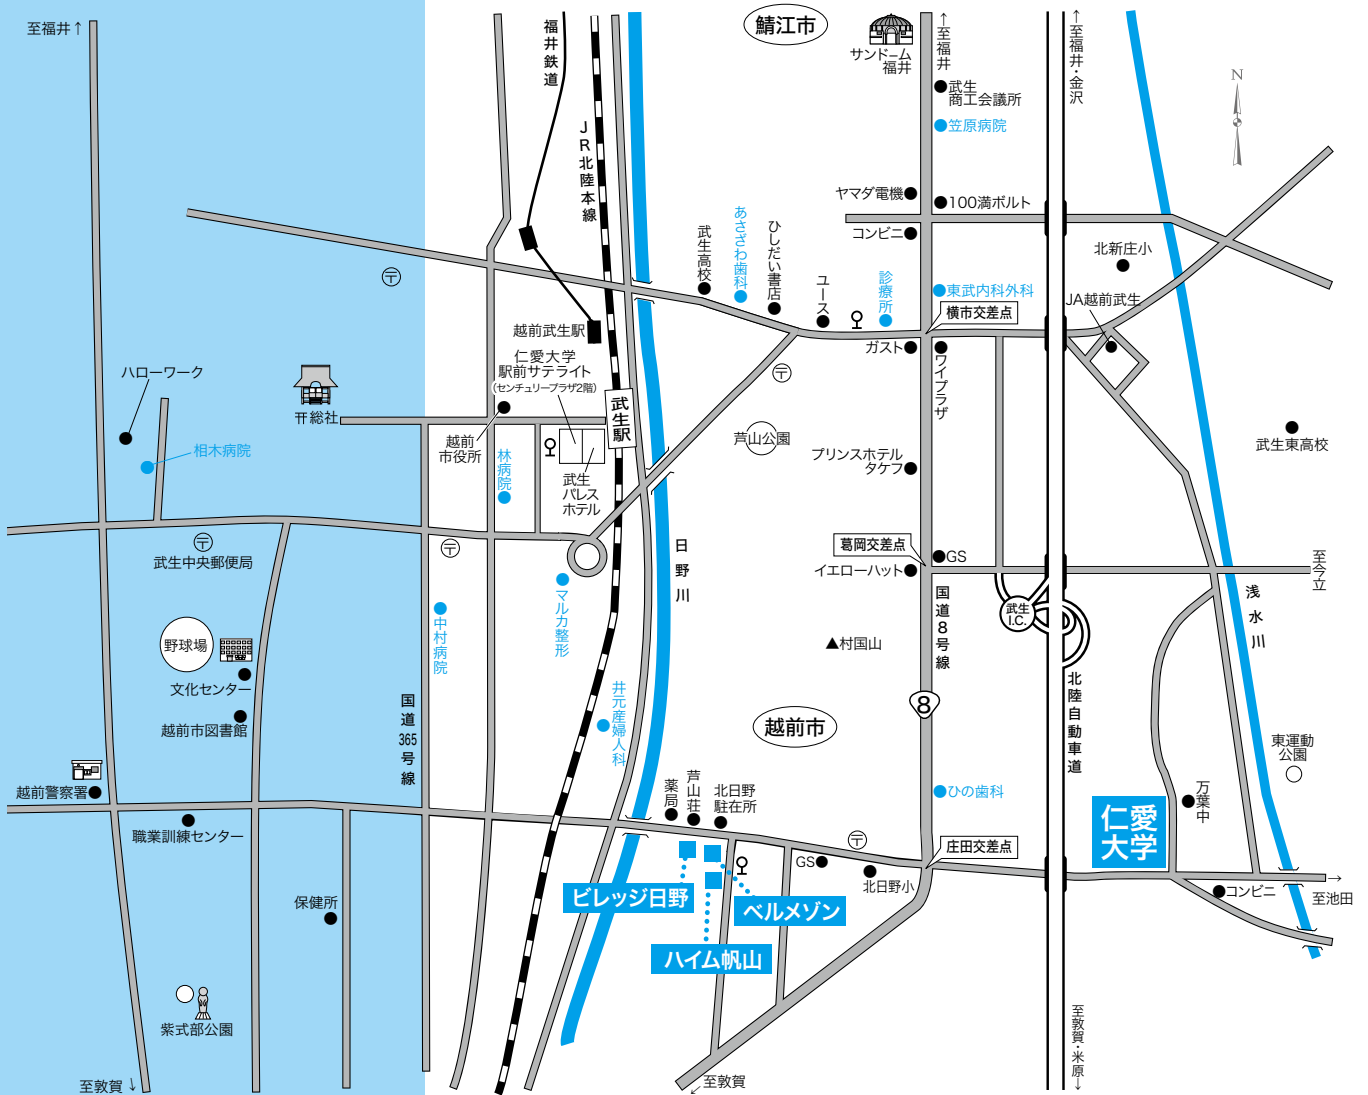 至福井↑
福井鉄道
JR北陸本線
鯖江市
サンドーム
福井
↑至福井
↑至福井・金沢
N
武生
商工会議所
笠原病院
ヤマダ電機
100満ボルト
コンビニ
北新庄小
武生高校
あさざわ歯科
ひしだい書店
ユース
診療所
東武内科外科
横市交差点
JA越前武生
越前武生駅
ガスト
ワイプラザ
仁愛大学
駅前サテライト
(センチュリープラザ2階)
ハローワーク
〒
〒
武生駅
总社
越前
市役所
林病院
武生
パレス
ホテル
芦山公園
相木病院
プリンスホテル
タケフ
武生東高校
〒
武生中央郵便局
〒
日野川
葛岡交差点
GS
イエローハット
至今立
マルカ整形
中村病院
国道8号線
武生
I.C.
浅水川
野球場
文化センター
越前市図書館
国道365号線
井元産婦人科
▲村国山
越前市
8
北陸自動車道
東運動
公園
越前警察署
職業訓練センター
薬局
芦山荘
北日野
駐在所
ひの歯科
万葉中
仁愛
大学
〒
庄田交差点
GS
北日野小
コンビニ
→
至池田
ビレッジ日野
ベルメゾン
ハイム帆山
保健所
紫式部公園
至敦賀↓
至敦賀
↙
至敦賀・米原↓